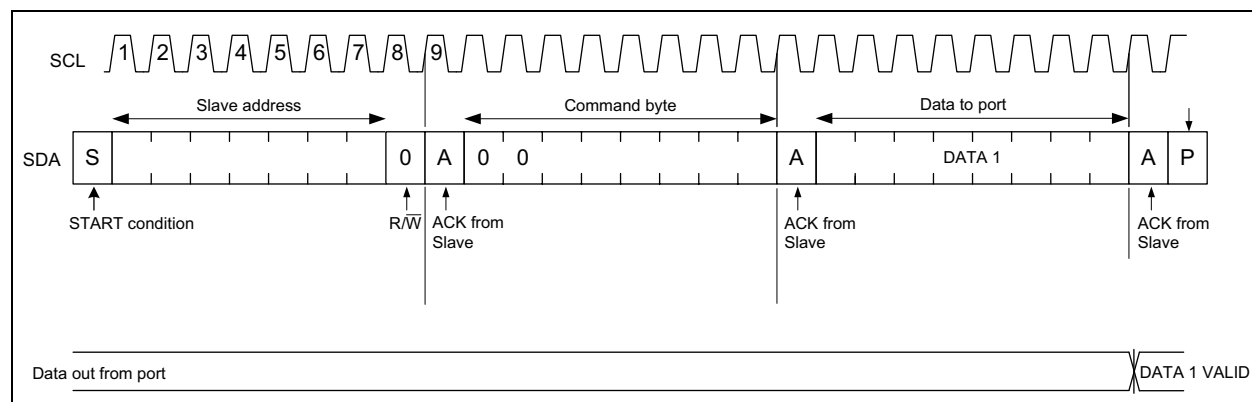 SCL 1 2 3 4 5 6 7 8 9
Slave address Command byte Data to port
SDA S 0 A 0 0 A DATA 1 A P
START condition R/W̅ ACK from Slave ACK from Slave ACK from Slave
Data out from port DATA 1 VALID